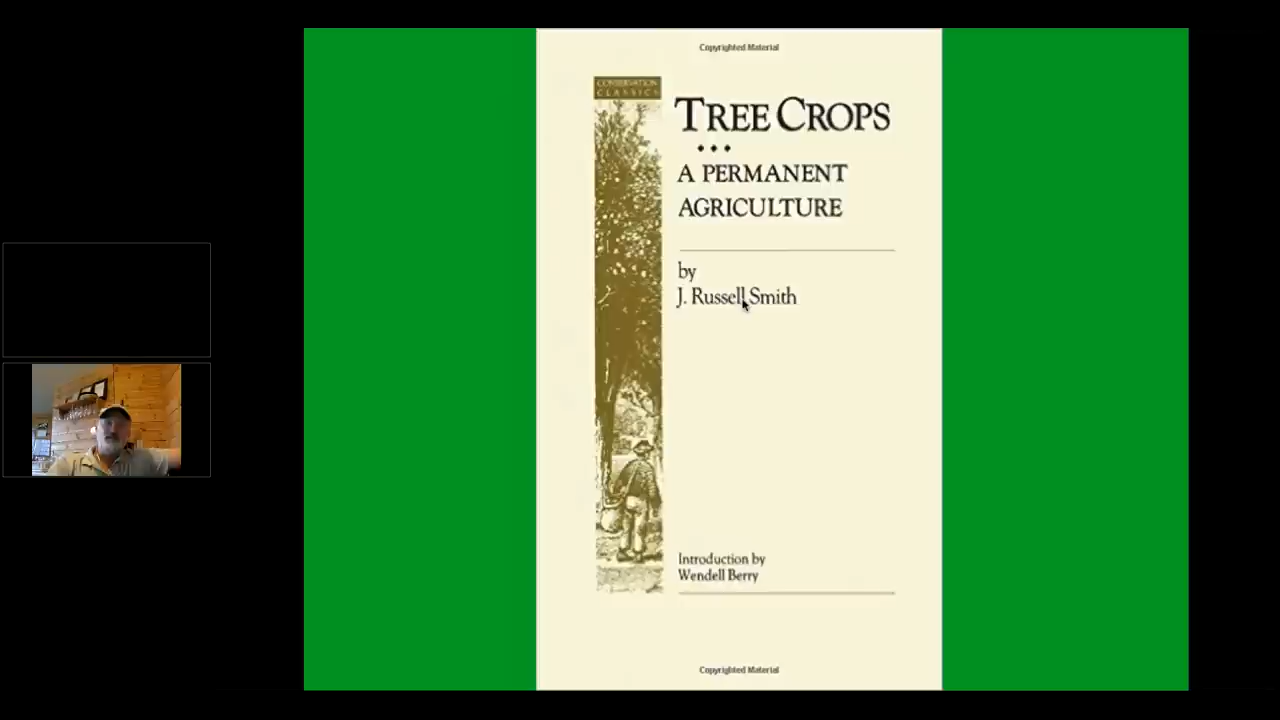 Copyrighted Material
CONSERVATION
CLASSICS
TREE CROPS
A PERMANENT
AGRICULTURE
by
J. Russell Smith
Introduction by
Wendell Berry
Copyrighted Material